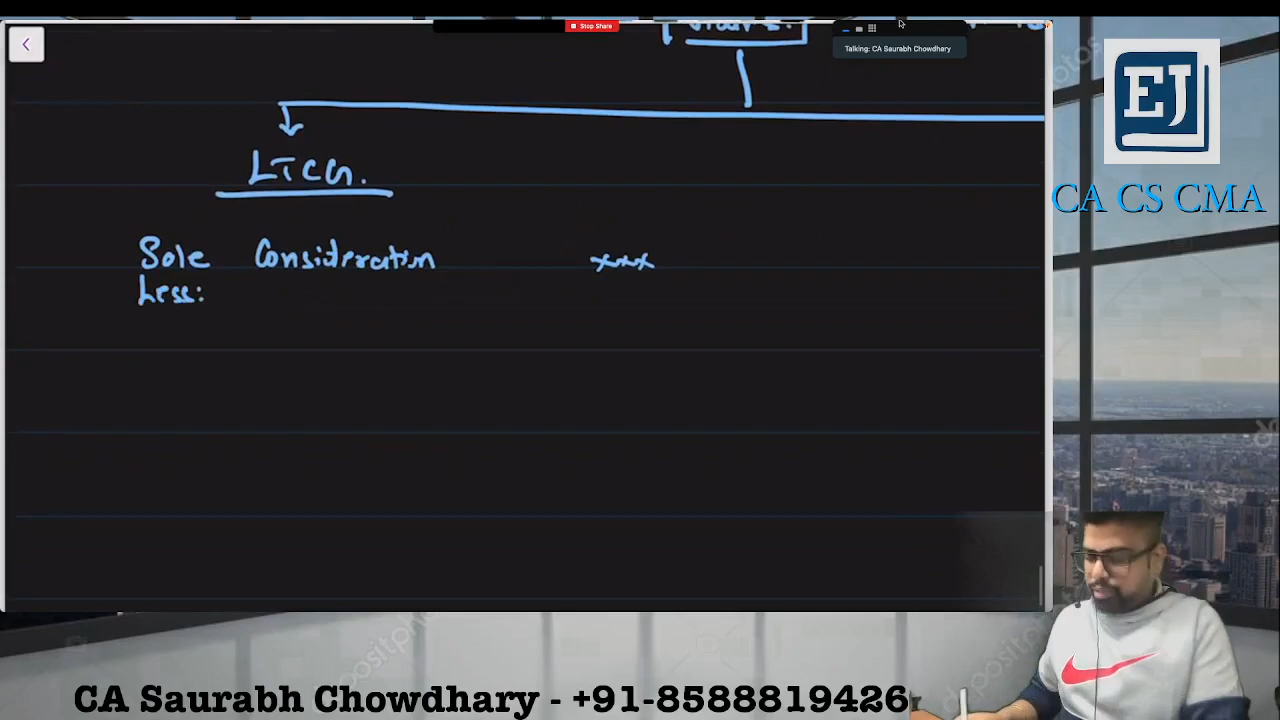 Stop Share
Talking: CA Saurabh Chowdhary
EJ
CA CS CMA
LTCG.
Sale Consideration xxx
Less:
CA Saurabh Chowdhary - +91-8588819426